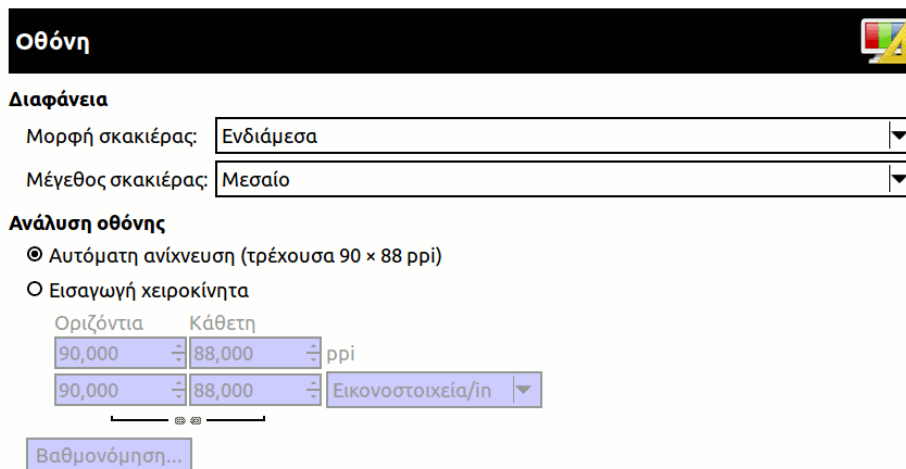 Οθόνη
Διαφάνεια
Μορφή σκακιέρας: Ενδιάμεσα
Μέγεθος σκακιέρας: Μεσαίο
Ανάλυση οθόνης
Αυτόματη ανίχνευση (τρέχουσα 90 × 88 ppi)
Εισαγωγή χειροκίνητα
Οριζόντια Κάθετη
90,000 88,000 ppi
90,000 88,000 Εικονοστοιχεία/in
Βαθμονόμηση...